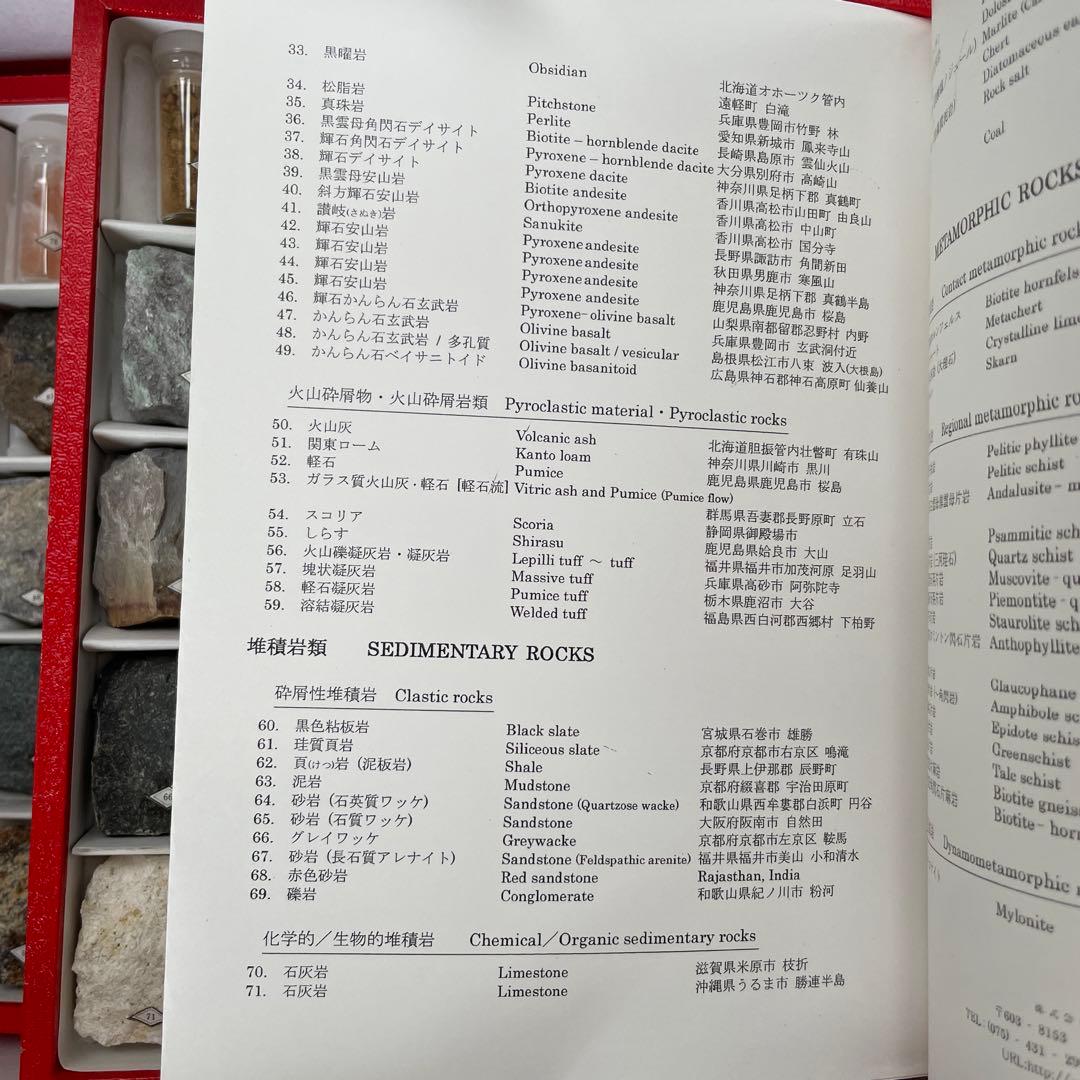 33. 黒曜岩 Obsidian 北海道オホーツク管内
遠軽町 白滝
34. 松脂岩 Pitchstone 兵庫県豊岡市竹野 林
35. 真珠岩 Perlite 愛知県新城市 鳳来寺山
36. 黒雲母角閃石デイサイト Biotite – hornblende dacite 長崎県島原市 雲仙火山
37. 輝石角閃石デイサイト Pyroxene – hornblende dacite 大分県別府市 高崎山
38. 輝石デイサイト Pyroxene dacite 神奈川県足柄下郡 真鶴町
39. 黒雲母安山岩 Biotite andesite 香川県高松市山田町 由良山
40. 斜方輝石安山岩 Orthopyroxene andesite 香川県高松市 中山町
41. 讃岐(さぬき)岩 Sanukite 香川県高松市 国分寺
42. 輝石安山岩 Pyroxene andesite 長野県諏訪市 角間新田
43. 輝石安山岩 Pyroxene andesite 秋田県男鹿市 寒風山
44. 輝石安山岩 Pyroxene andesite 神奈川県足柄下郡 真鶴半島
45. 輝石安山岩 Pyroxene andesite 鹿児島県鹿児島市 桜島
46. 輝石かんらん石玄武岩 Pyroxene- olivine basalt 山梨県南都留郡忍野村 内野
47. かんらん石玄武岩 Olivine basalt 兵庫県豊岡市 玄武洞付近
48. かんらん石玄武岩 / 多孔質 Olivine basalt / vesicular 島根県松江市八束 波入(大根島)
49. かんらん石ベイサニトイド Olivine basanitoid 広島県神石郡神石高原町 仙養山
火山砕屑物・火山砕屑岩類 Pyroclastic material・Pyroclastic rocks
50. 火山灰 Volcanic ash 北海道胆振管内壮瞥町 有珠山
51. 関東ローム Kanto loam 神奈川県川崎市 黒川
52. 軽石 Pumice 鹿児島県鹿児島市 桜島
53. ガラス質火山灰・軽石 [軽石流] Vitric ash and Pumice (Pumice flow)
群馬県吾妻郡長野原町 立石
54. スコリア Scoria 静岡県御殿場市
55. しらす Shirasu 鹿児島県姶良市 大山
56. 火山礫凝灰岩・凝灰岩 Lepilli tuff ～ tuff 福井県福井市加茂河原 足羽山
57. 塊状凝灰岩 Massive tuff 兵庫県高砂市 阿弥陀寺
58. 軽石凝灰岩 Pumice tuff 栃木県鹿沼市 大谷
59. 溶結凝灰岩 Welded tuff 福島県西白河郡西郷村 下柏野
堆積岩類 SEDIMENTARY ROCKS
砕屑性堆積岩 Clastic rocks
60. 黒色粘板岩 Black slate 宮城県石巻市 雄勝
61. 珪質頁岩 Siliceous slate 京都府京都市右京区 鳴滝
62. 頁(けつ)岩 (泥板岩) Shale 長野県上伊那郡 辰野町
63. 泥岩 Mudstone 京都府綴喜郡 宇治田原町
64. 砂岩 (石英質ワッケ) Sandstone (Quartzose wacke) 和歌山県西牟婁郡白浜町 円谷
65. 砂岩 (石質ワッケ) Sandstone 大阪府阪南市 自然田
66. グレイワッケ Greywacke 京都府京都市左京区 鞍馬
67. 砂岩 (長石質アレナイト) Sandstone (Feldspathic arenite) 福井県福井市美山 小和清水
68. 赤色砂岩 Red sandstone Rajasthan, India
69. 礫岩 Conglomerate 和歌山県紀ノ川市 粉河
化学的／生物的堆積岩 Chemical／Organic sedimentary rocks
70. 石灰岩 Limestone 滋賀県米原市 枝折
71. 石灰岩 Limestone 沖縄県うるま市 勝連半島
Marlite
Chert
Diatomaceous
Rock salt
Coal
METAMORPHIC ROCKS
Contact metamorphic
Biotite hornfels
Metachert
Crystalline
Skarn
Regional metamorphic
Pelitic phyllite
Pelitic schist
Andalusite -
Psammitic
Quartz schist
Muscovite -
Piemontite -
Staurolite
Anthophyllite
Glaucophane
Amphibole
Epidote
Greenschist
Talc schist
Biotite
Biotite -
Dynamometamorphic
Mylonite
株式
〒603 - 8153
TEL: (075) - 431 -
URL:http://
66
71